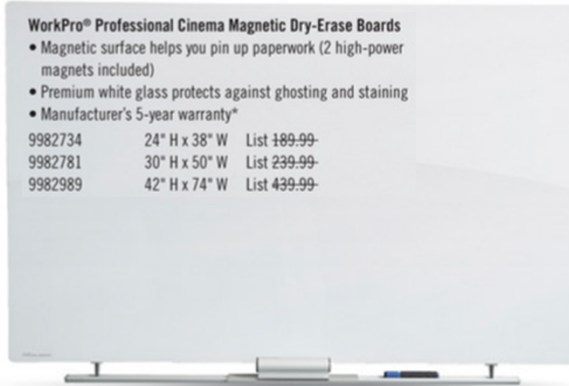 WorkPro® Professional Cinema Magnetic Dry-Erase Boards
• Magnetic surface helps you pin up paperwork (2 high-power
magnets included)
• Premium white glass protects against ghosting and staining
• Manufacturer's 5-year warranty*
9982734 24" H x 38" W List 189.99
9982781 30" H x 50" W List 239.99
9982989 42" H x 74" W List 439.99